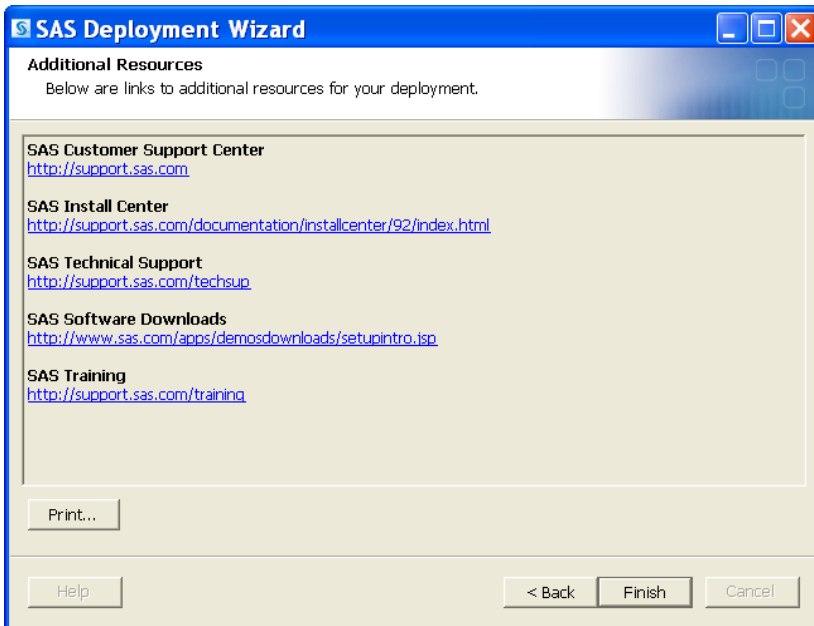 SAS Deployment Wizard
Additional Resources
Below are links to additional resources for your deployment.
SAS Customer Support Center
http://support.sas.com
SAS Install Center
http://support.sas.com/documentation/installcenter/92/index.html
SAS Technical Support
http://support.sas.com/techsup
SAS Software Downloads
http://www.sas.com/apps/demosdownloads/setupintro.jsp
SAS Training
http://support.sas.com/training
Print...
Help
< Back
Finish
Cancel